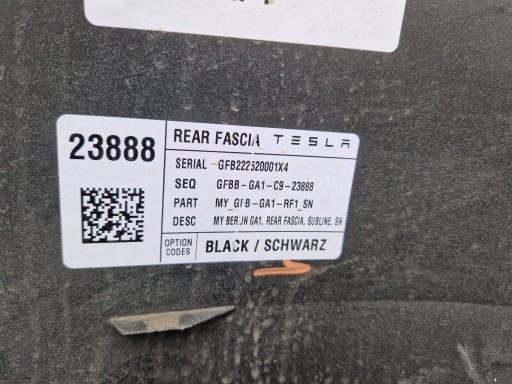 23888
REAR FASCIA TESLA
SERIAL GFB222520001X4
SEQ GFBB-GA1-C9-23888
PART MY_GFB-GA1-RF1_SN
DESC MY BERLIN GA1, REAR FASCIA, SUBLINE, SN
OPTION CODES BLACK / SCHWARZ